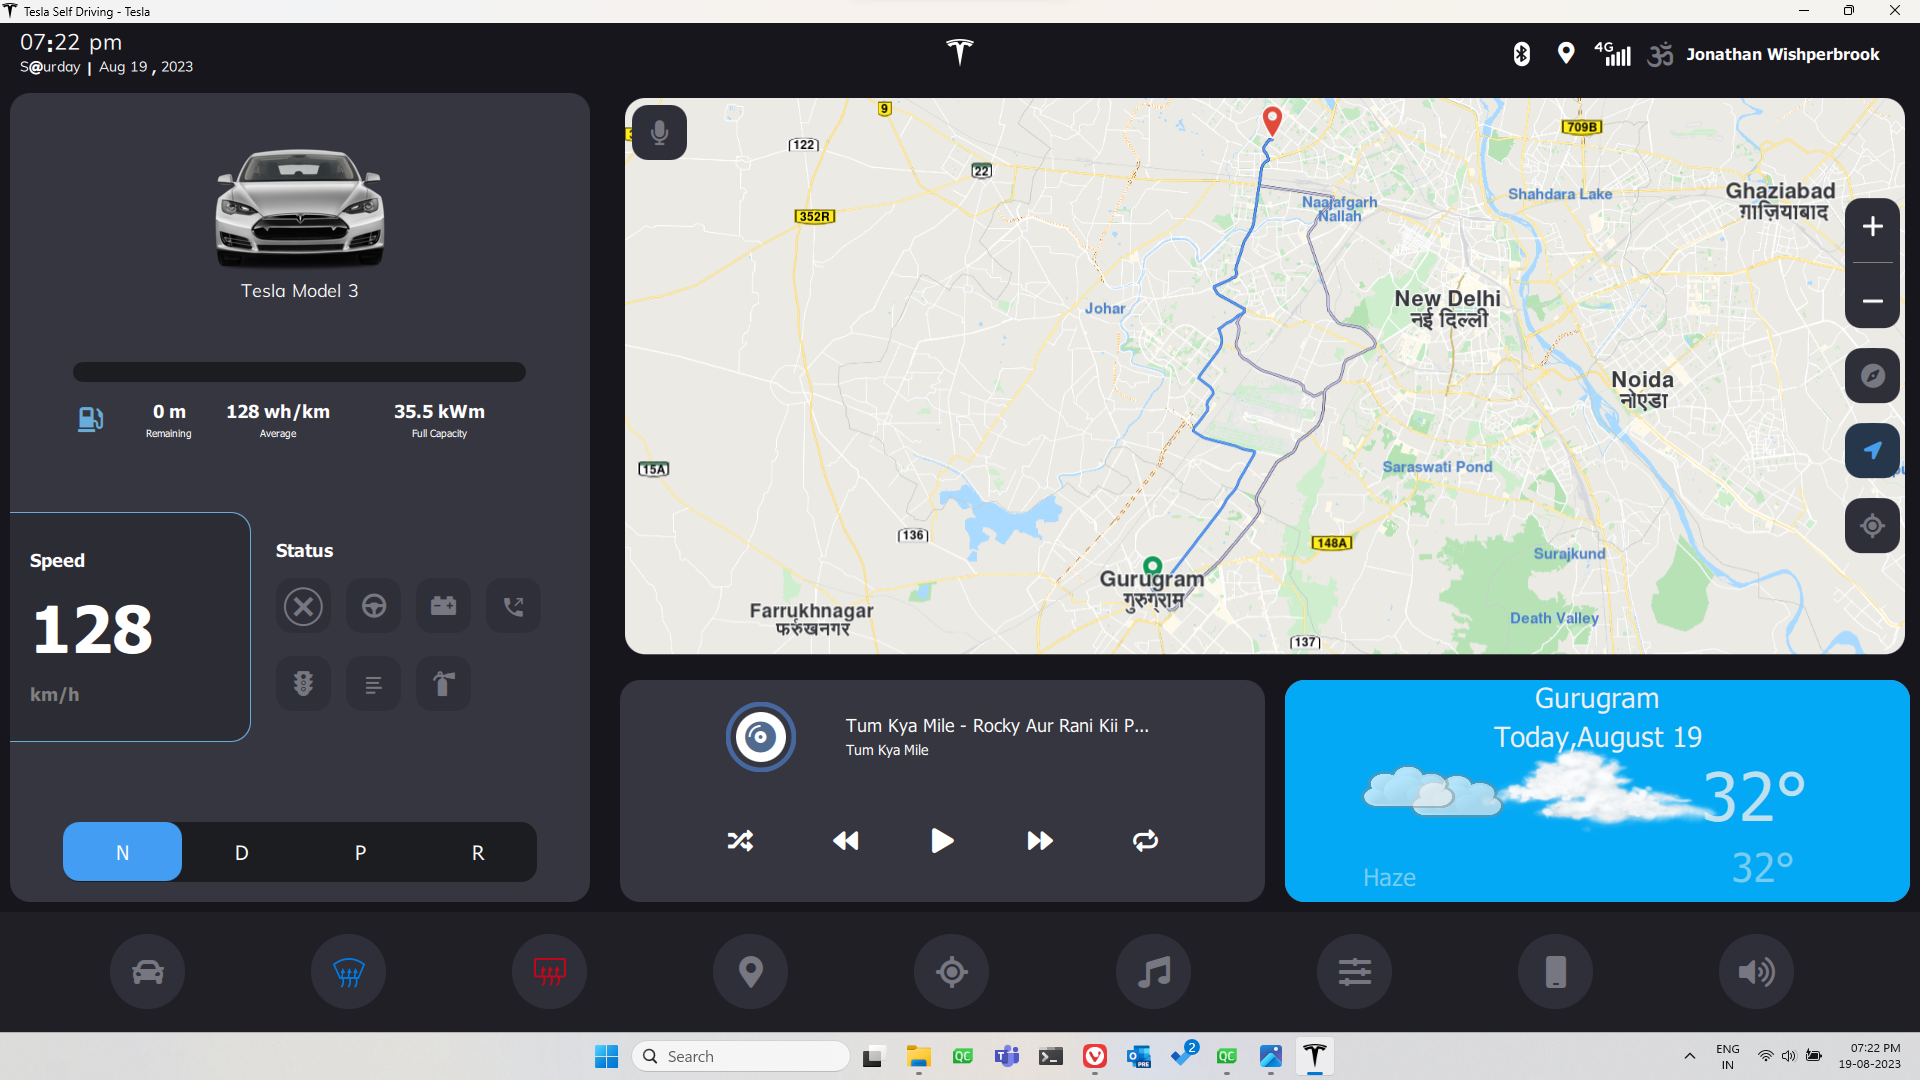 Tesla Self Driving - Tesla
07:22 pm
S@urday | Aug 19 , 2023
4G
ॐ
Jonathan Wishperbrook
Tesla Model 3
0 m
Remaining
128 wh/km
Average
35.5 kWm
Full Capacity
Speed
128
km/h
Status
N D P R
9
122
709B
22
352R
Shahdara Lake
Ghaziabad
ग़ाज़ियाबाद
Naajafgarh
Nallah
Johar
New Delhi
नई दिल्ली
Noida
नोएडा
15A
Saraswati Pond
136
148A
Surajkund
Gurugram
गुरुग्राम
Farrukhnagar
फर्रुखनगर
Death Valley
137
Tum Kya Mile - Rocky Aur Rani Kii P...
Tum Kya Mile
Gurugram
Today,August 19
32°
32°
Haze
Search
QC
PRE
2
QC
ENG
IN
07:22 PM
19-08-2023